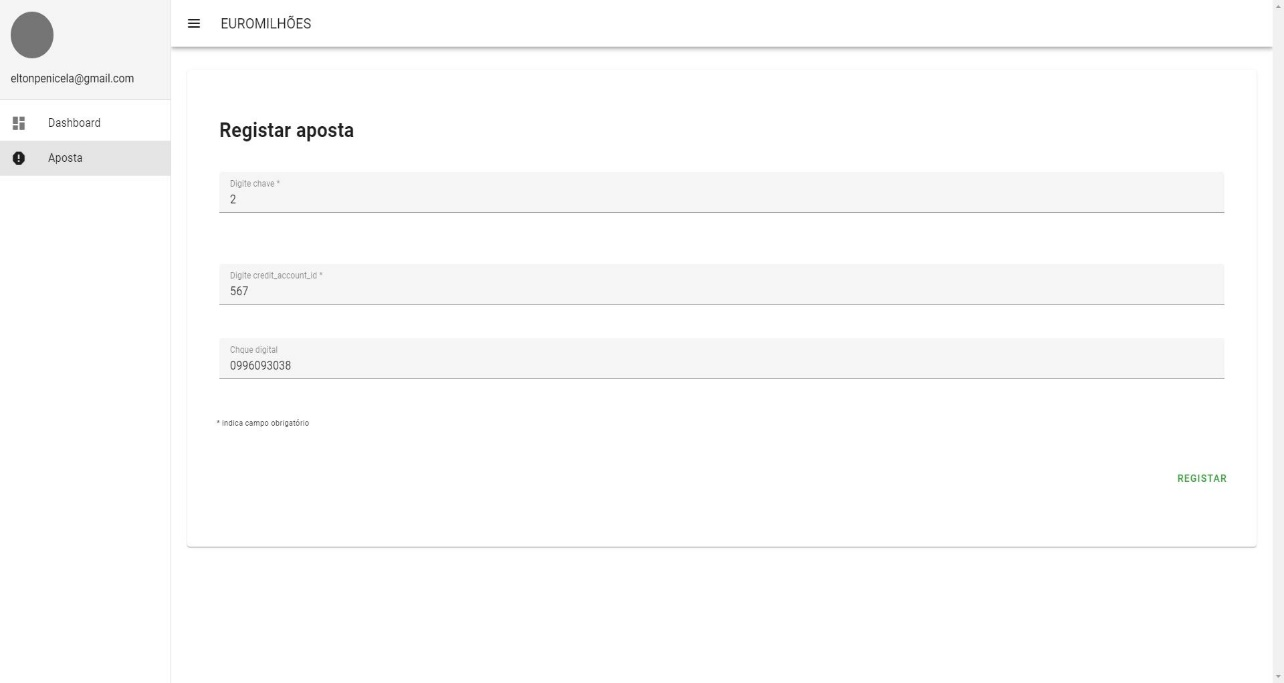 eltonpenicela@gmail.com
Dashboard
Aposta
EUROMILHÕES
Registar aposta
Digite chave *
2
Digite credit_account_id *
567
Chque digital
0996093038
* indica campo obrigatório
REGISTAR